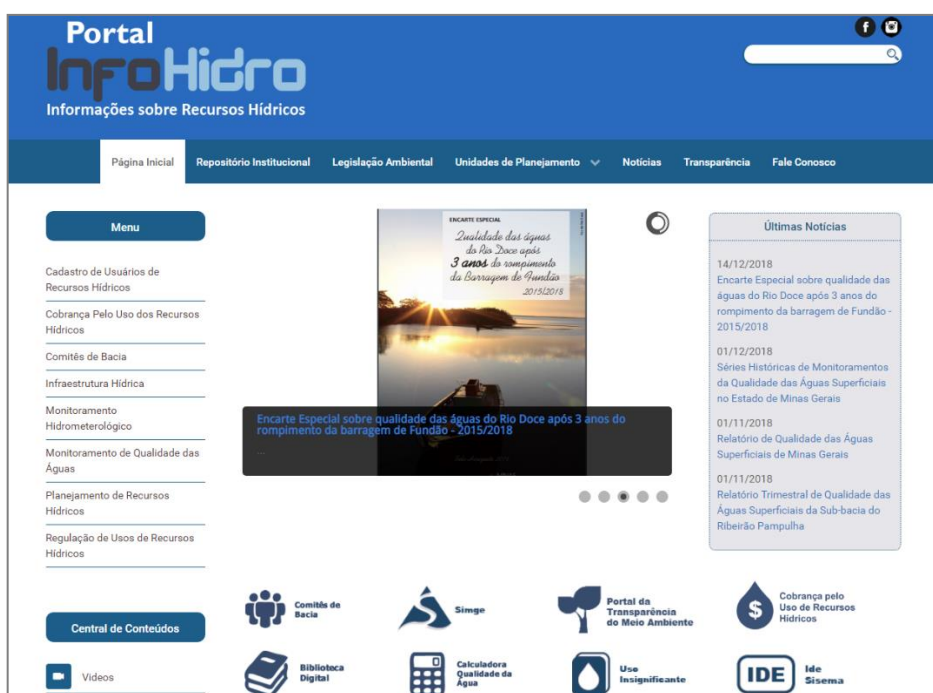 Portal
InfoHidro
Informações sobre Recursos Hídricos
Página Inicial
Repositório Institucional
Legislação Ambiental
Unidades de Planejamento
Notícias
Transparência
Fale Conosco
Menu
Cadastro de Usuários de
Recursos Hídricos
Cobrança Pelo Uso dos Recursos
Hídricos
Comitês de Bacia
Infraestrutura Hídrica
Monitoramento
Hidrometerológico
Monitoramento de Qualidade das
Águas
Planejamento de Recursos
Hídricos
Regulação de Usos de Recursos
Hídricos
Central de Conteúdos
Videos
ENCARTE ESPECIAL
Qualidade das águas
do Rio Doce após
3 anos do rompimento
da Barragem de Fundão
2015/2018
Encarte Especial sobre qualidade das águas do Rio Doce após 3 anos do
rompimento da barragem de Fundão - 2015/2018
...
Últimas Notícias
14/12/2018
Encarte Especial sobre qualidade das
águas do Rio Doce após 3 anos do
rompimento da barragem de Fundão -
2015/2018
01/12/2018
Séries Históricas de Monitoramentos
da Qualidade das Águas Superficiais
no Estado de Minas Gerais
01/11/2018
Relatório de Qualidade das Águas
Superficiais de Minas Gerais
01/11/2018
Relatório Trimestral de Qualidade das
Águas Superficiais da Sub-bacia do
Ribeirão Pampulha
Comitês de
Bacia
Simge
Portal da
Transparência
do Meio Ambiente
$
Cobrança pelo
Uso de Recursos
Hídricos
Biblioteca
Digital
Calculadora
Qualidade da
Água
Uso
Insignificante
IDE
Ide
Sisema